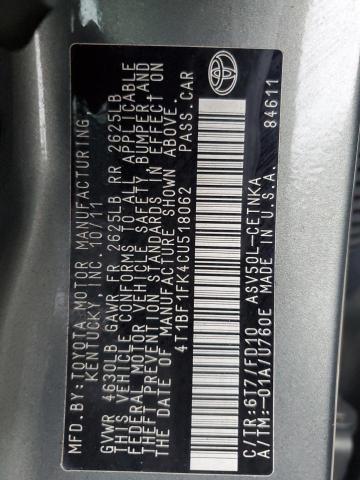 MFD.BY:TOYOTA MOTOR MANUFACTURING,
KENTUCKY, INC. 10/11
GVWR 4630LB GAWR FR 2625LB RR 2625LB
THIS VEHICLE CONFORMS TO ALL APPLICABLE
FEDERAL MOTOR VEHICLE SAFETY, BUMPER, AND
THEFT PREVENTION STANDARDS IN EFFECT ON
THE DATE OF MANUFACTURE SHOWN ABOVE.
4T1BF1FK4CU518062 PASS.CAR
C/TR:6T7/FD10 ASV50L-CETNKA
A/TM:-01A/U760E MADE IN U.S.A. 84611